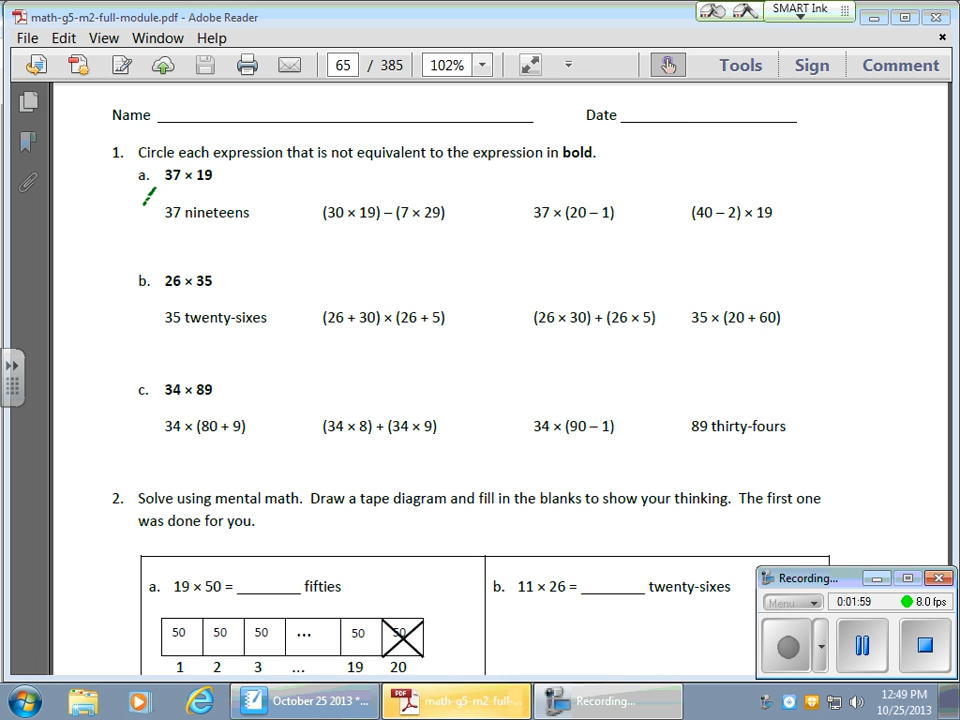 math-g5-m2-full-module.pdf - Adobe Reader
SMART Ink
File Edit View Window Help
65 / 385 102% Tools Sign Comment
Name Date
1. Circle each expression that is not equivalent to the expression in bold.
a. 37 × 19
37 nineteens (30 × 19) – (7 × 29) 37 × (20 – 1) (40 – 2) × 19
b. 26 × 35
35 twenty-sixes (26 + 30) × (26 + 5) (26 × 30) + (26 × 5) 35 × (20 + 60)
c. 34 × 89
34 × (80 + 9) (34 × 8) + (34 × 9) 34 × (90 – 1) 89 thirty-fours
2. Solve using mental math. Draw a tape diagram and fill in the blanks to show your thinking. The first one
was done for you.
a. 19 × 50 = _______ fifties b. 11 × 26 = _______ twenty-sixes
50 50 50 ... 50 50
1 2 3 ... 19 20
Recording...
Menu 0:01:59 8.0 fps
October 25 2013 *... PDF math-g5-m2-full-... Recording... 12:49 PM
10/25/2013